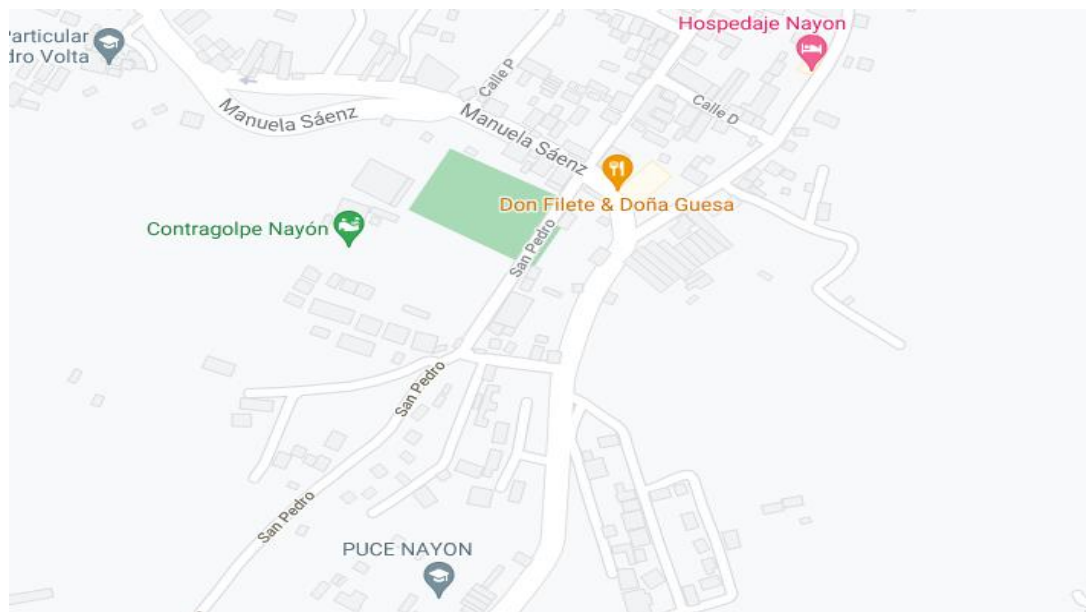 Hospedaje Nayon
Particular
dro Volta
Calle P
Calle D
Manuela Sáenz
Manuela Sáenz
Don Filete & Doña Guesa
Contragolpe Nayón
San Pedro
San Pedro
San Pedro
PUCE NAYON